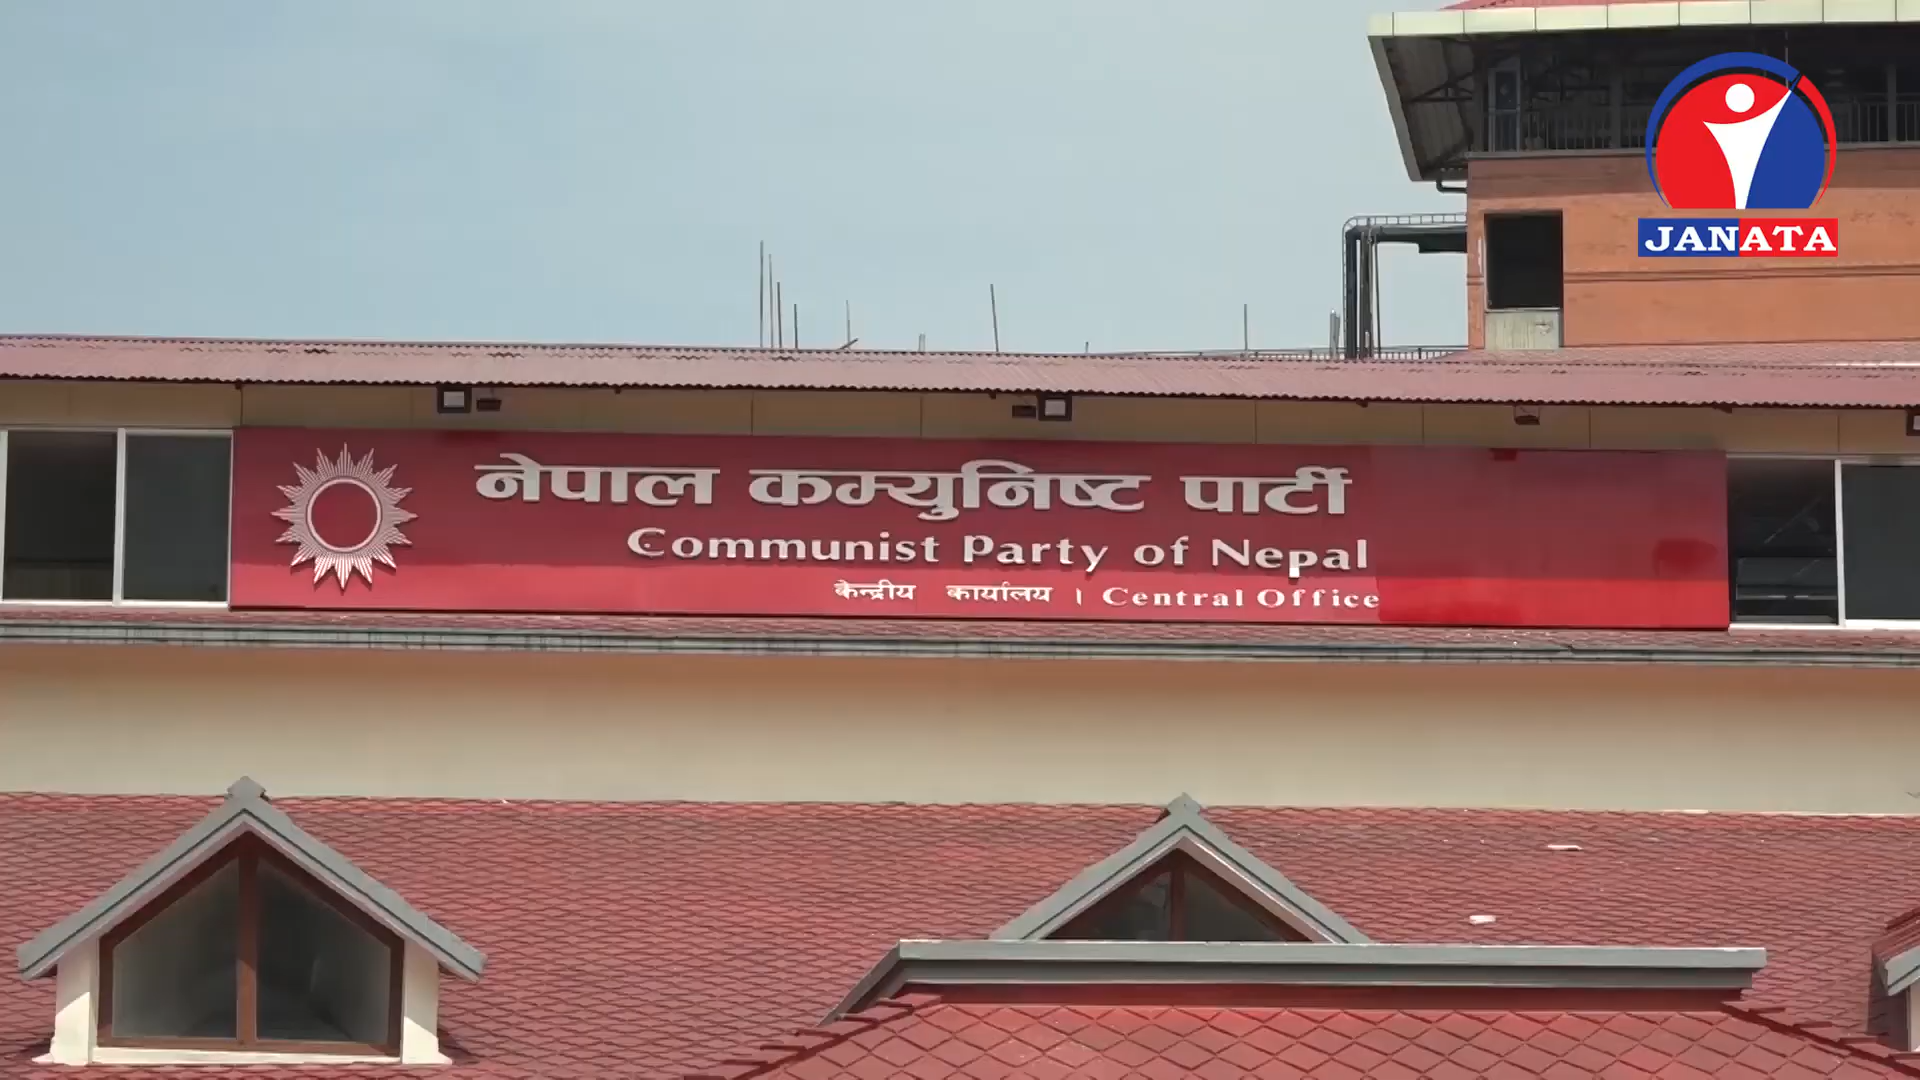 JANATA
नेपाल कम्युनिष्ट पार्टी
Communist Party of Nepal
केन्द्रीय कार्यालय । Central Office